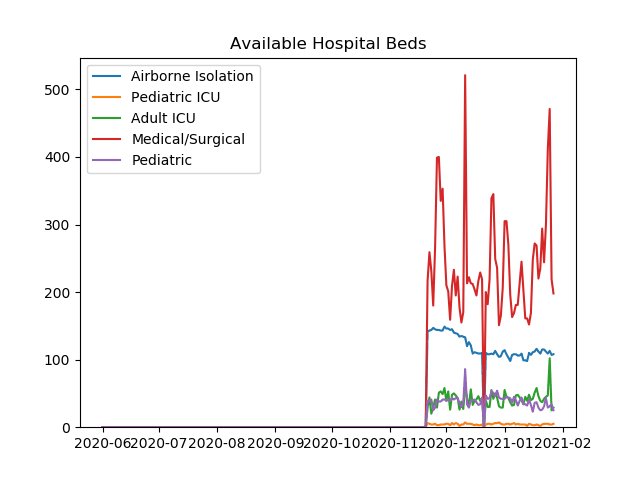 Available Hospital Beds
Airborne Isolation
Pediatric ICU
Adult ICU
Medical/Surgical
Pediatric
500
400
300
200
100
0
2020-06 2020-07 2020-08 2020-09 2020-10 2020-11 2020-12 2021-01 2021-02